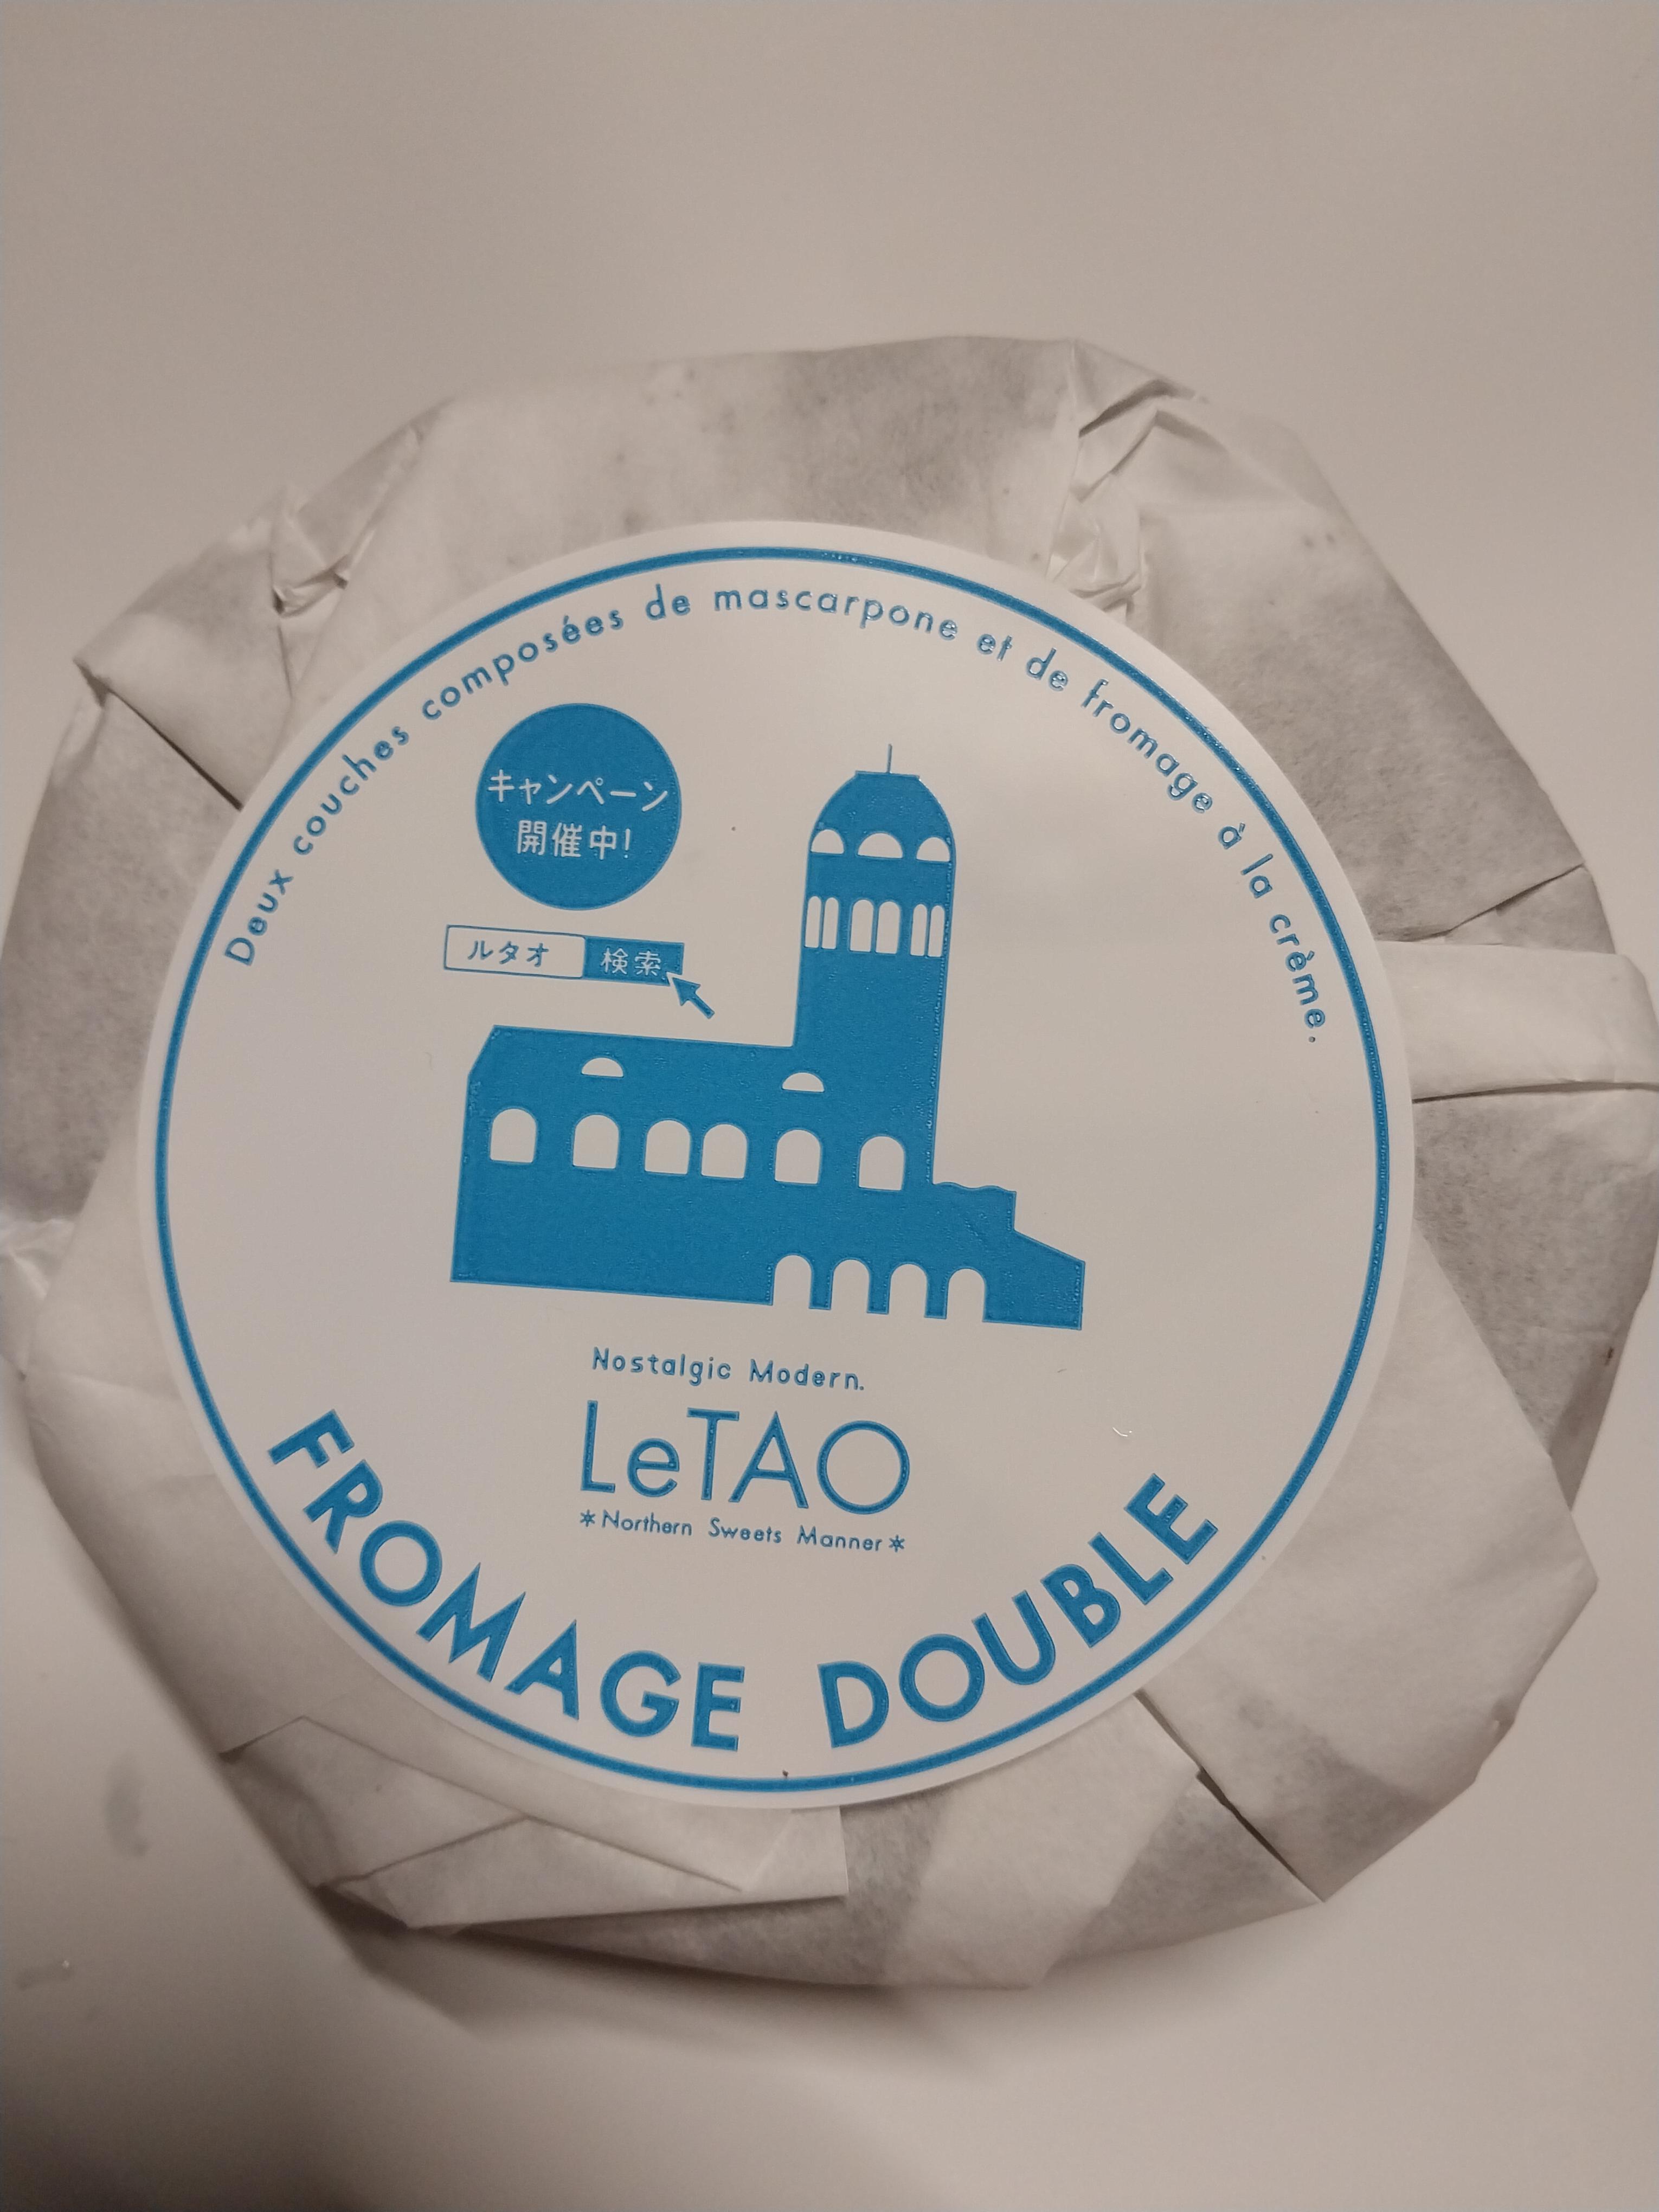 Deux couches composées de mascarpone et de fromage à la crème.
キャンペーン
開催中!
ルタオ 検索
Nostalgic Modern.
LeTAO
*Northern Sweets Manner*
FROMAGE DOUBLE